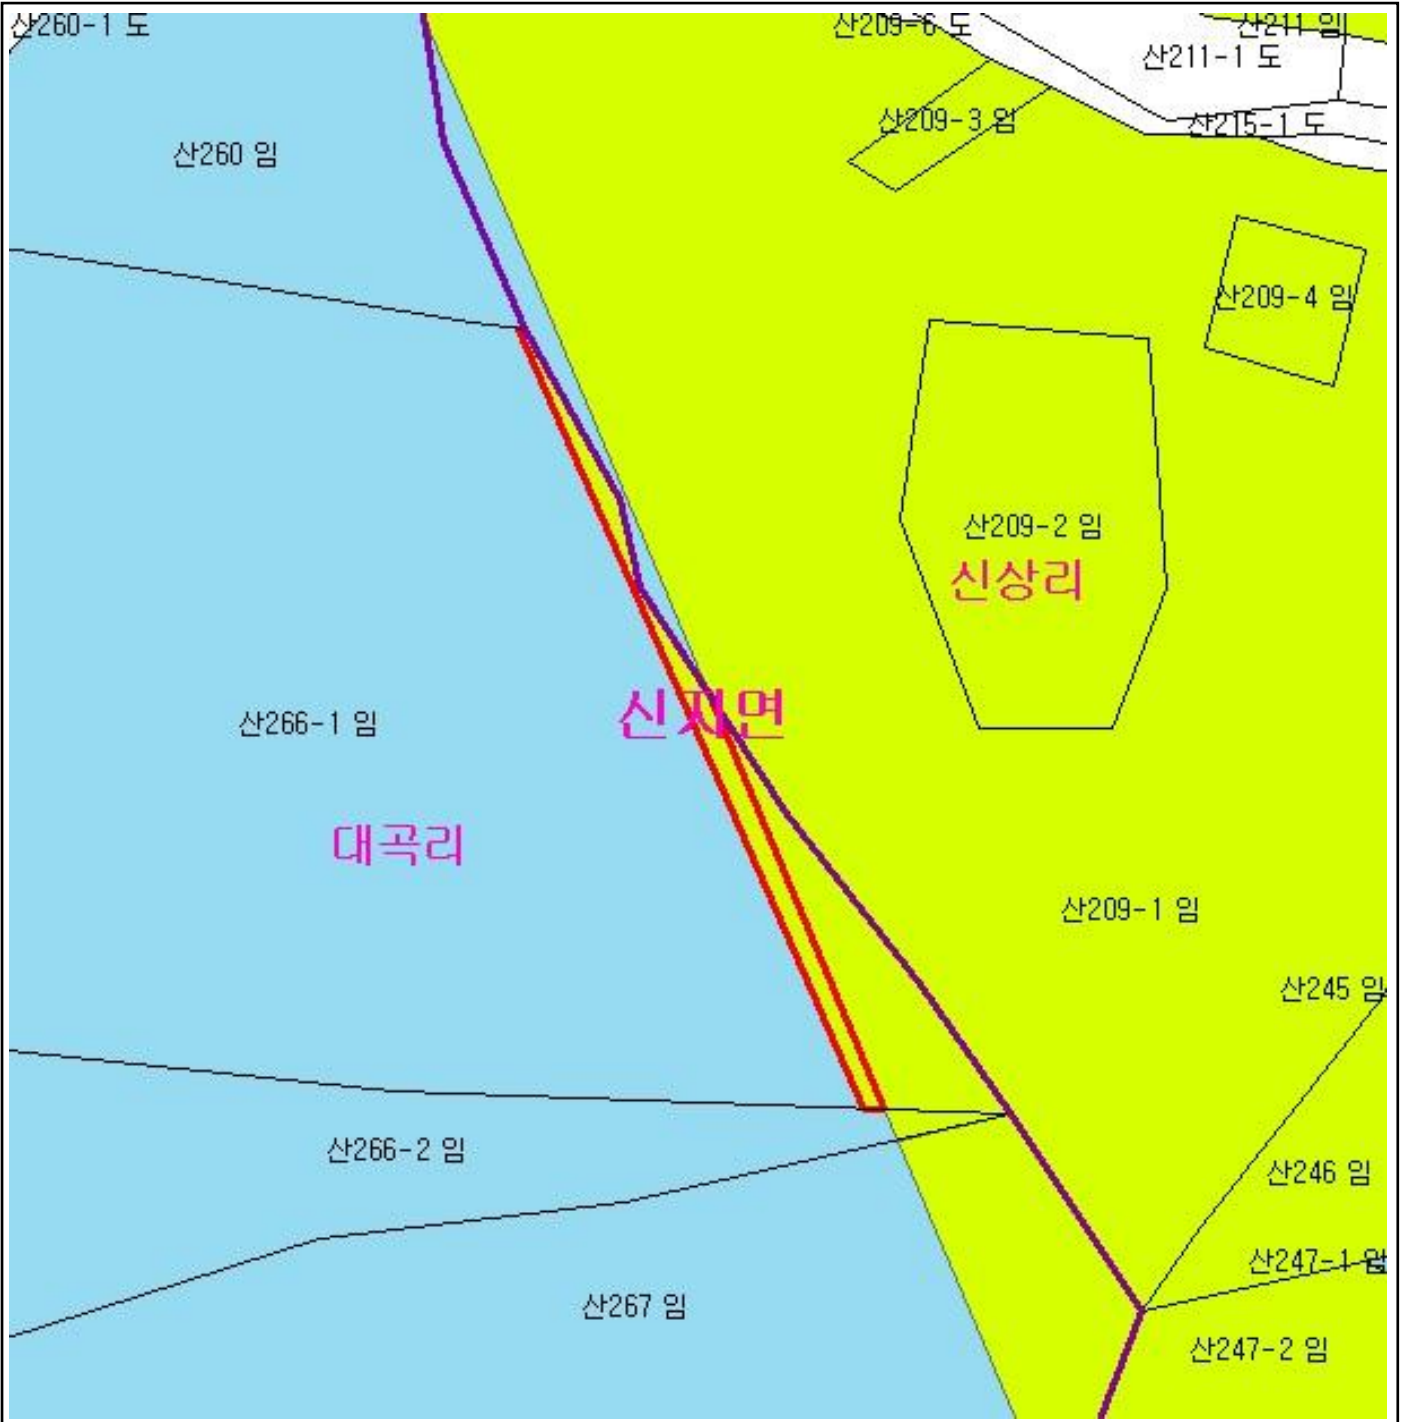 산260-1 도
산209-6 도
산211 임
산211-1 도
산209-3 임
산215-1 도
산260 임
산209-4 임
산209-2 임
신상리
신지면
산266-1 임
대곡리
산209-1 임
산245 임
산266-2 임
산246 임
산247-1 임
산267 임
산247-2 임